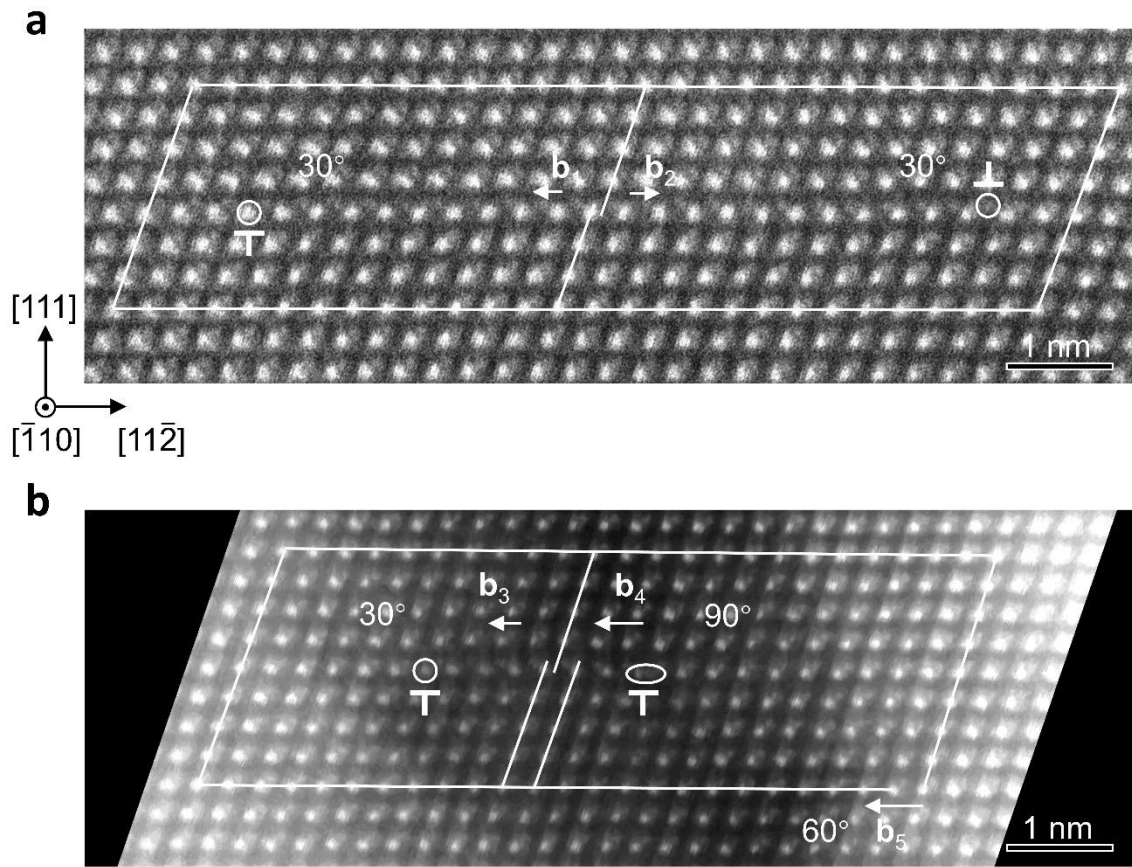 a
30° b₁ b₂ 30°
[111]
1 nm
[1̄10] [112̄]
b
b₃ b₄
30° 90°
60° b₅
1 nm